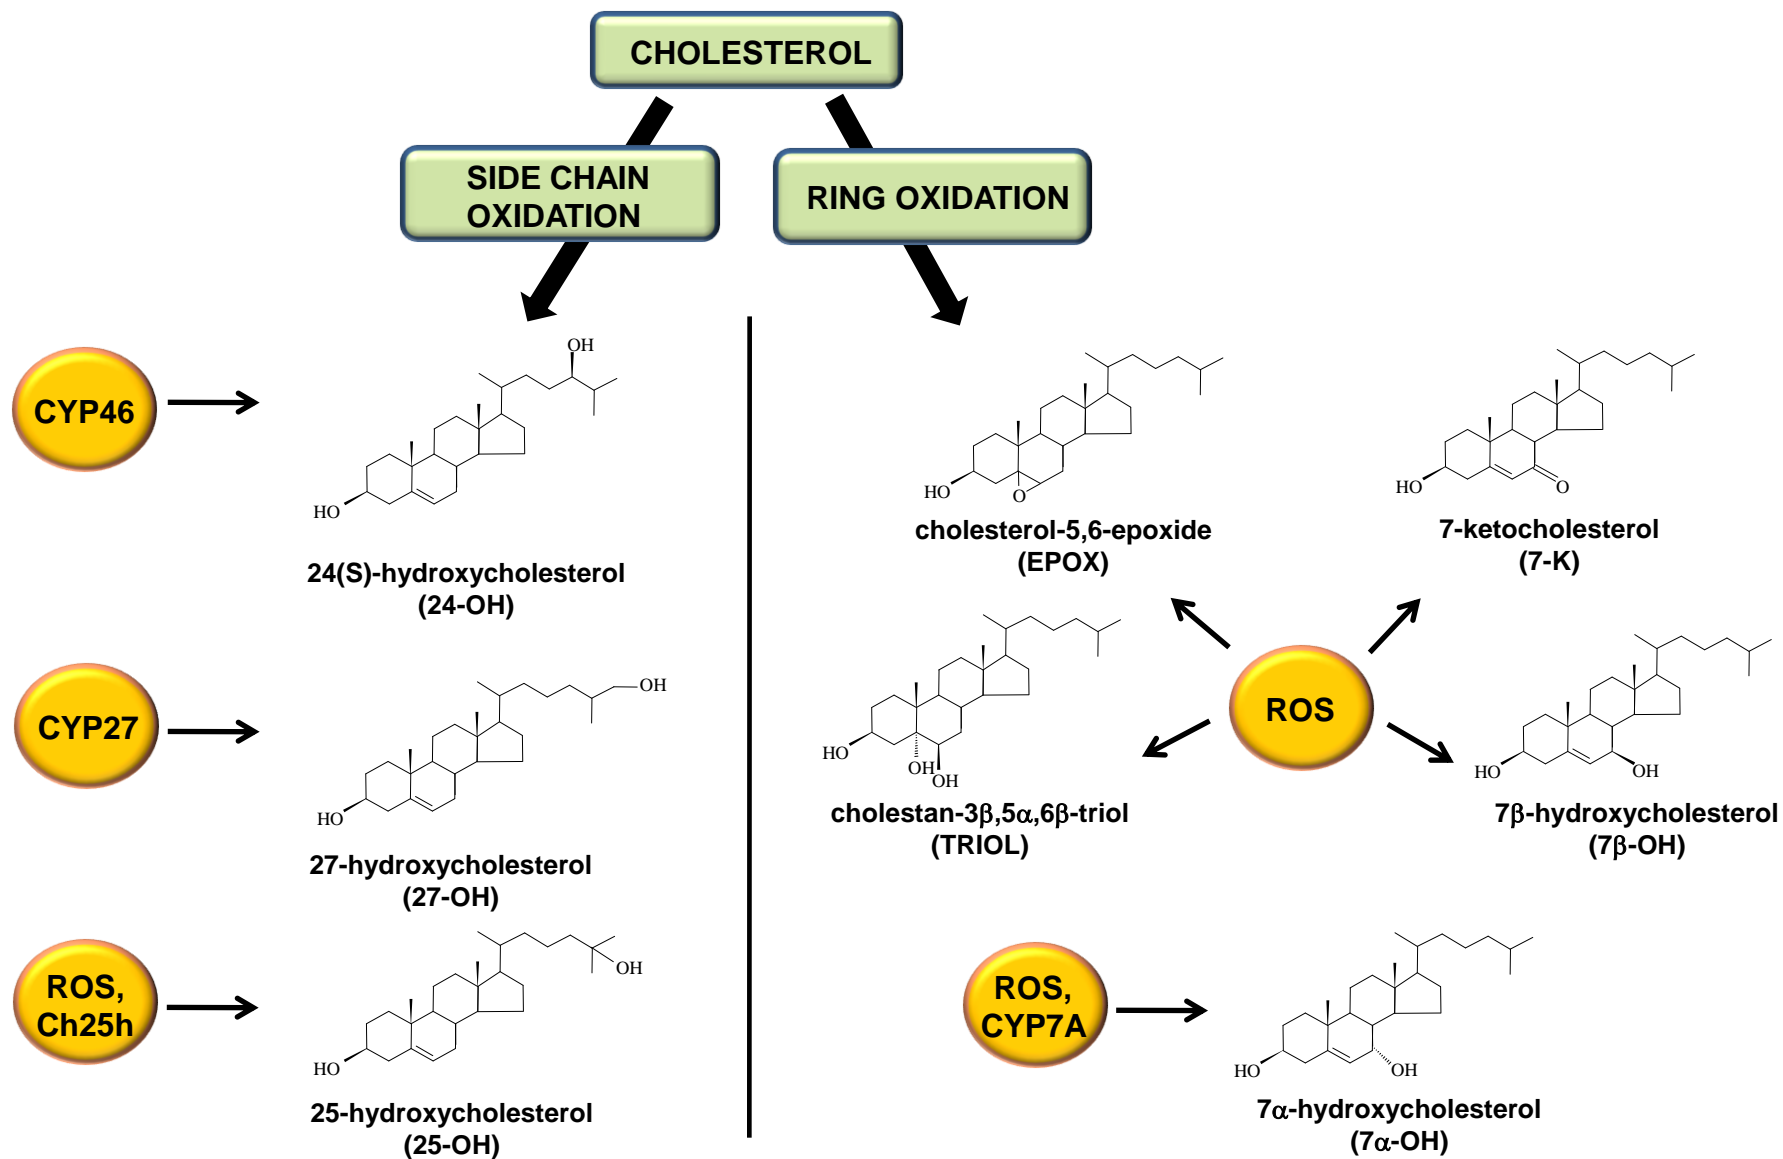 CHOLESTEROL
SIDE CHAIN
OXIDATION
RING OXIDATION
CYP46
OH
HO
24(S)-hydroxycholesterol
(24-OH)
CYP27
OH
HO
27-hydroxycholesterol
(27-OH)
ROS,
Ch25h
OH
HO
25-hydroxycholesterol
(25-OH)
HO
O
cholesterol-5,6-epoxide
(EPOX)
HO
O
7-ketocholesterol
(7-K)
ROS
HO
OH
OH
cholestan-3β,5α,6β-triol
(TRIOL)
HO
OH
7β-hydroxycholesterol
(7β-OH)
ROS,
CYP7A
HO
OH
7α-hydroxycholesterol
(7α-OH)